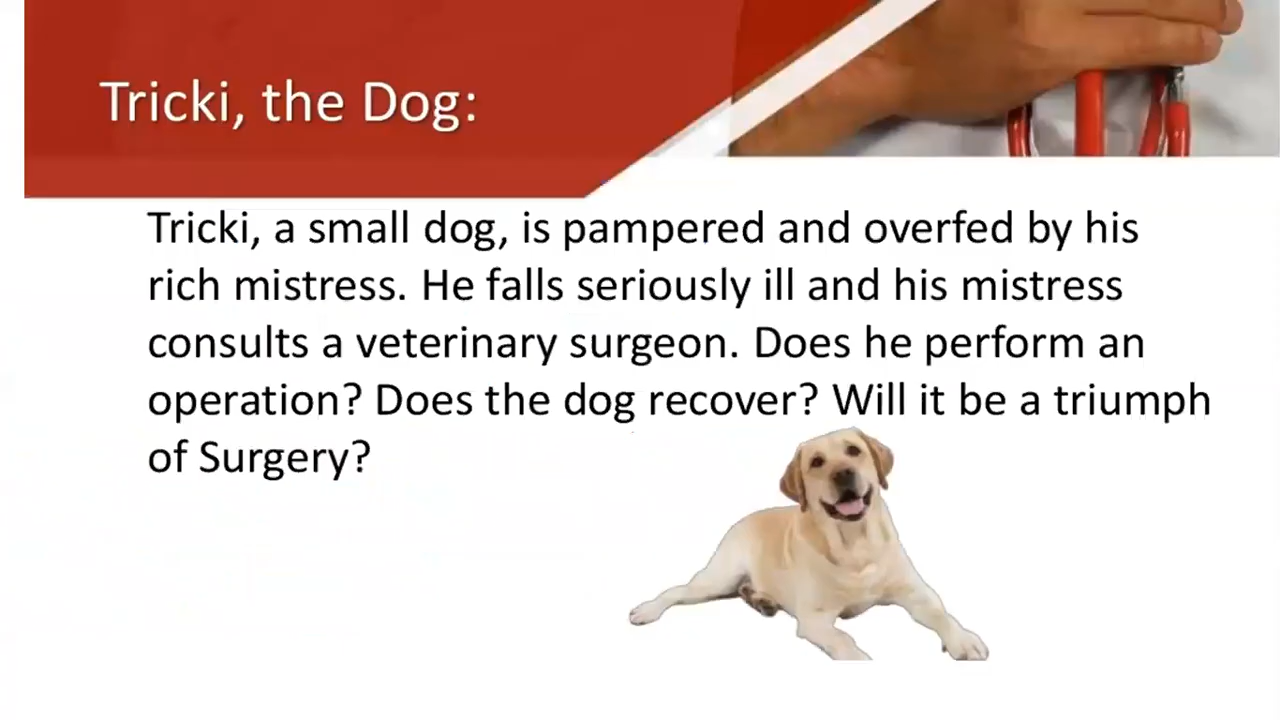 Tricki, the Dog:
Tricki, a small dog, is pampered and overfed by his
rich mistress. He falls seriously ill and his mistress
consults a veterinary surgeon. Does he perform an
operation? Does the dog recover? Will it be a triumph
of Surgery?